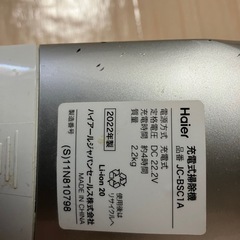 Haier 充電式掃除機
品番 JC-BSC1A
電源方式 充電式
定格電圧 DC 22.2V
充電時間 約4時間
質量 2.2kg
2022年製
Li-ion 20
使用後は
リサイクルへ
ハイアールジャパンセールス株式会社
MADE IN CHINA
製造番号
(S)11N810798